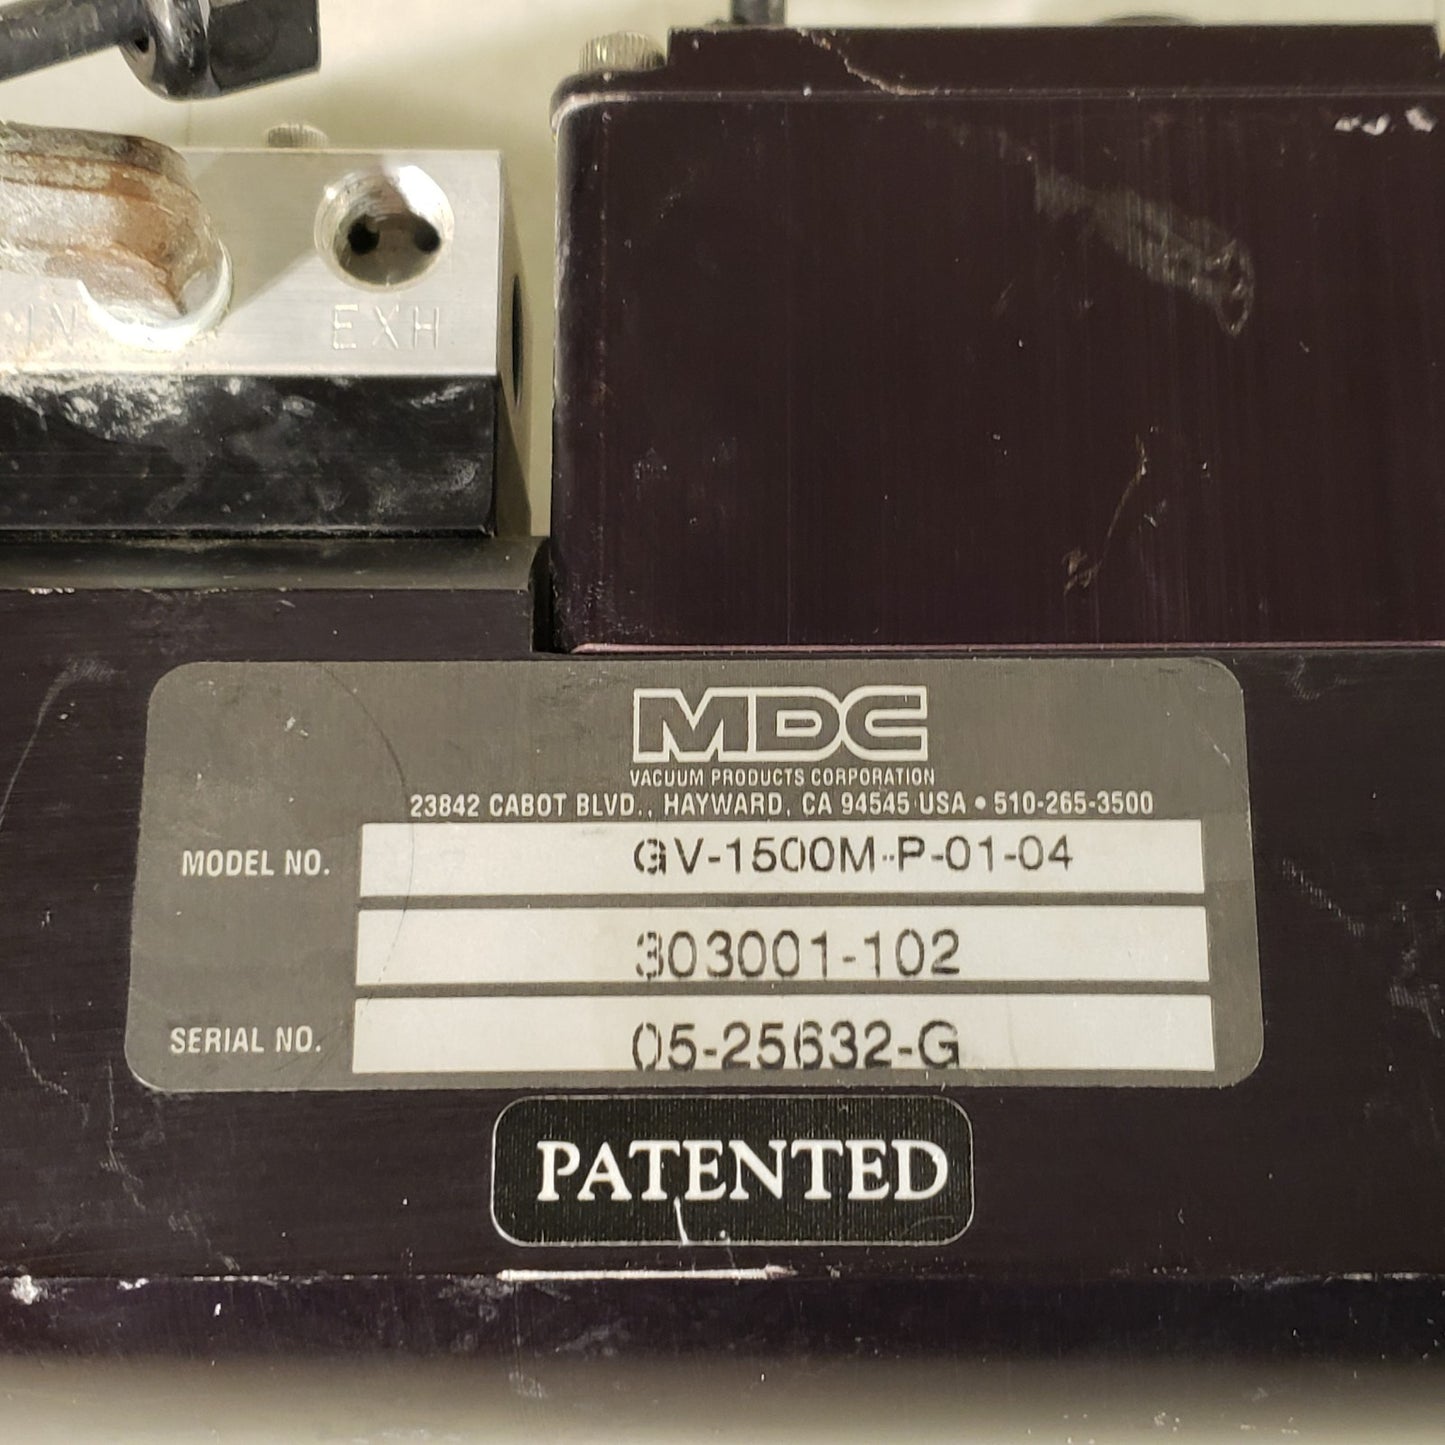 IN
EXH
MDC
VACUUM PRODUCTS CORPORATION
23842 CABOT BLVD., HAYWARD, CA 94545 USA • 510-265-3500
MODEL NO. GV-1500M-P-01-04
303001-102
SERIAL NO. 05-25632-G
PATENTED